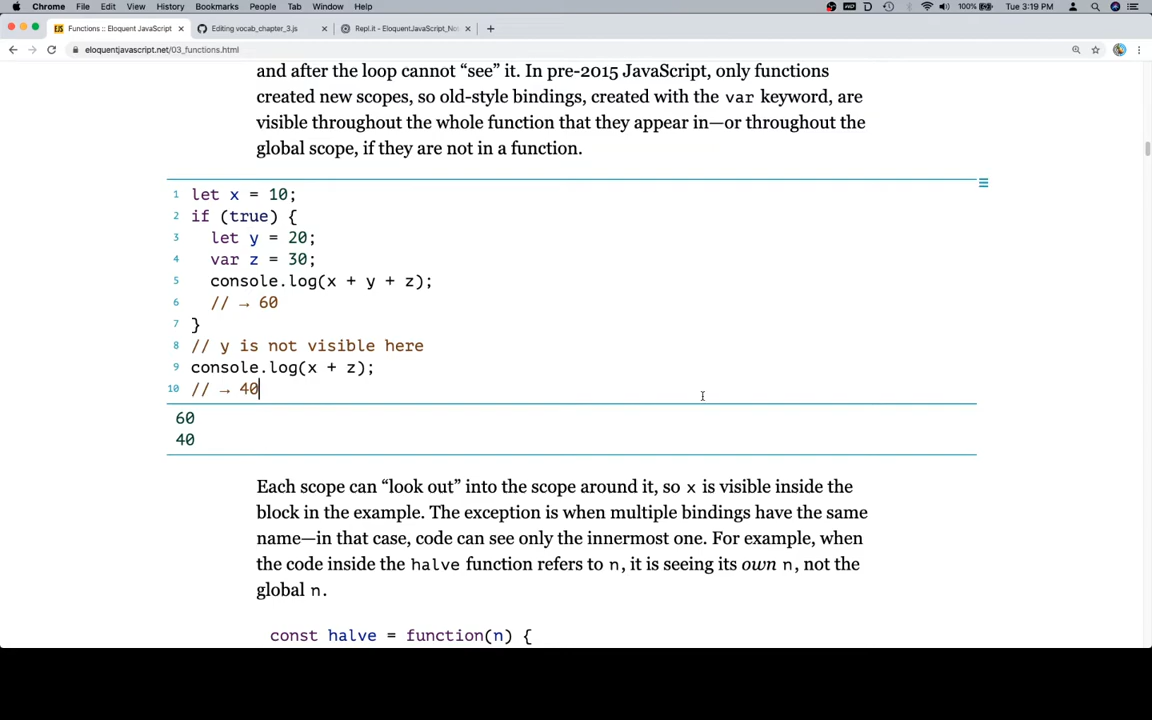 Chrome File Edit View History Bookmarks People Tab Window Help 100% Tue 3:19 PM
Functions :: Eloquent JavaScript × Editing vocab_chapter_3.js × Repl.it - EloquentJavaScript_No × +
eloquentjavascript.net/03_functions.html
and after the loop cannot “see” it. In pre-2015 JavaScript, only functions
created new scopes, so old-style bindings, created with the var keyword, are
visible throughout the whole function that they appear in—or throughout the
global scope, if they are not in a function.
1 let x = 10;
2 if (true) {
3 let y = 20;
4 var z = 30;
5 console.log(x + y + z);
6 // → 60
7 }
8 // y is not visible here
9 console.log(x + z);
10 // → 40
60
40
Each scope can “look out” into the scope around it, so x is visible inside the
block in the example. The exception is when multiple bindings have the same
name—in that case, code can see only the innermost one. For example, when
the code inside the halve function refers to n, it is seeing its own n, not the
global n.
const halve = function(n) {